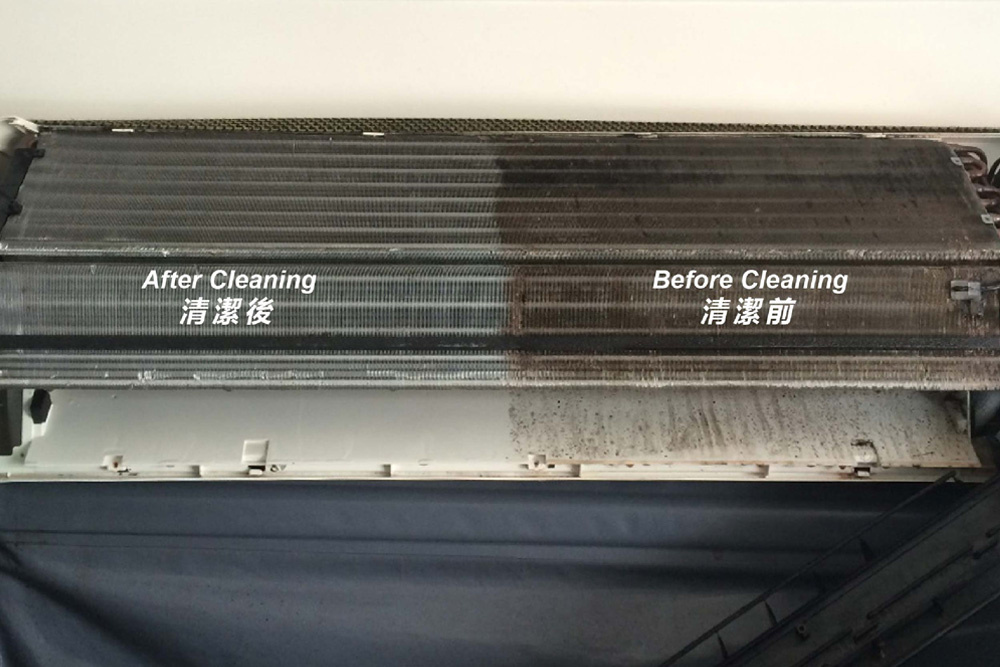 After Cleaning
清潔後
Before Cleaning
清潔前